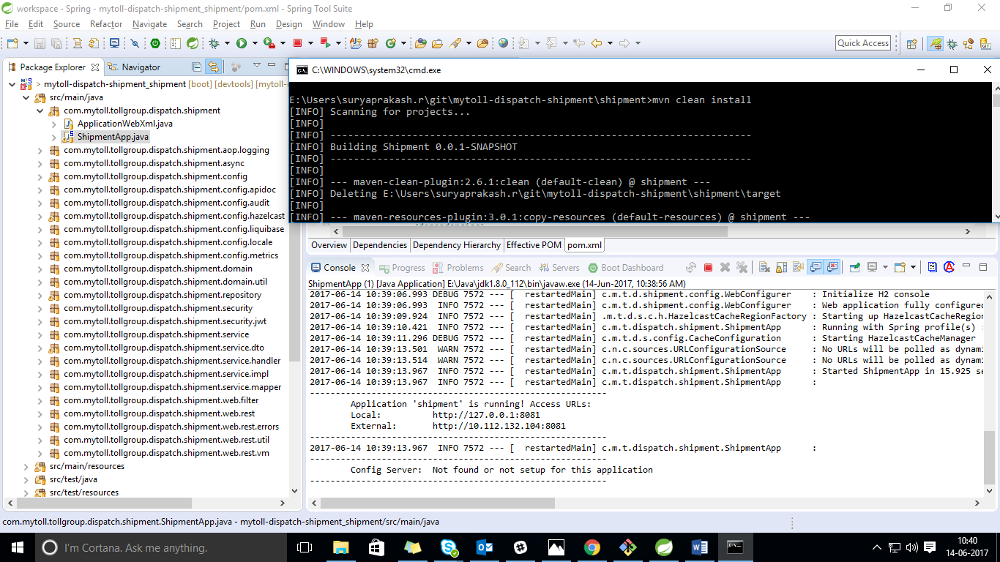 workspace - Spring - mytoll-dispatch-shipment_shipment/pom.xml - Spring Tool Suite
File Edit Source Refactor Navigate Search Project Run Design Window Help
Quick Access
Package Explorer Navigator
mytoll-dispatch-shipment_shipment [boot] [devtools] [mytoll-
src/main/java
com.mytoll.tollgroup.dispatch.shipment
ApplicationWebXml.java
ShipmentApp.java
com.mytoll.tollgroup.dispatch.shipment.aop.logging
com.mytoll.tollgroup.dispatch.shipment.async
com.mytoll.tollgroup.dispatch.shipment.config
com.mytoll.tollgroup.dispatch.shipment.config.apidoc
com.mytoll.tollgroup.dispatch.shipment.config.audit
com.mytoll.tollgroup.dispatch.shipment.config.hazelcast
com.mytoll.tollgroup.dispatch.shipment.config.liquibase
com.mytoll.tollgroup.dispatch.shipment.config.locale
com.mytoll.tollgroup.dispatch.shipment.config.metrics
com.mytoll.tollgroup.dispatch.shipment.domain
com.mytoll.tollgroup.dispatch.shipment.domain.util
com.mytoll.tollgroup.dispatch.shipment.repository
com.mytoll.tollgroup.dispatch.shipment.security
com.mytoll.tollgroup.dispatch.shipment.security.jwt
com.mytoll.tollgroup.dispatch.shipment.service
com.mytoll.tollgroup.dispatch.shipment.service.dto
com.mytoll.tollgroup.dispatch.shipment.service.handler
com.mytoll.tollgroup.dispatch.shipment.service.impl
com.mytoll.tollgroup.dispatch.shipment.service.mapper
com.mytoll.tollgroup.dispatch.shipment.web.filter
com.mytoll.tollgroup.dispatch.shipment.web.rest
com.mytoll.tollgroup.dispatch.shipment.web.rest.errors
com.mytoll.tollgroup.dispatch.shipment.web.rest.util
com.mytoll.tollgroup.dispatch.shipment.web.rest.vm
src/main/resources
src/test/java
src/test/resources
C:\WINDOWS\system32\cmd.exe
E:\Users\suryaprakash.r\git\mytoll-dispatch-shipment\shipment>mvn clean install
[INFO] Scanning for projects...
[INFO]
[INFO] ------------------------------------------------------------------------
[INFO] Building Shipment 0.0.1-SNAPSHOT
[INFO] ------------------------------------------------------------------------
[INFO]
[INFO] --- maven-clean-plugin:2.6.1:clean (default-clean) @ shipment ---
[INFO] Deleting E:\Users\suryaprakash.r\git\mytoll-dispatch-shipment\shipment\target
[INFO]
[INFO] --- maven-resources-plugin:3.0.1:copy-resources (default-resources) @ shipment ---
Overview Dependencies Dependency Hierarchy Effective POM pom.xml
Console Progress Problems Search Servers Boot Dashboard
ShipmentApp (1) [Java Application] E:\Java\jdk1.8.0_112\bin\javaw.exe (14-Jun-2017, 10:38:56 AM)
2017-06-14 10:39:06.993 DEBUG 7572 --- [ restartedMain] c.m.t.d.shipment.config.WebConfigurer : Initialize H2 console
2017-06-14 10:39:06.993 INFO 7572 --- [ restartedMain] c.m.t.d.shipment.config.WebConfigurer : Web application fully configured
2017-06-14 10:39:09.924 INFO 7572 --- [ restartedMain] .m.t.d.s.c.h.HazelcastCacheRegionFactory : Starting up HazelcastCacheRegion
2017-06-14 10:39:10.421 INFO 7572 --- [ restartedMain] c.m.t.dispatch.shipment.ShipmentApp : Running with Spring profile(s)
2017-06-14 10:39:11.296 DEBUG 7572 --- [ restartedMain] c.m.t.d.s.config.CacheConfiguration : Starting HazelcastCacheManager
2017-06-14 10:39:13.501 WARN 7572 --- [ restartedMain] c.n.c.sources.URLConfigurationSource : No URLs will be polled as dynami
2017-06-14 10:39:13.514 WARN 7572 --- [ restartedMain] c.n.c.sources.URLConfigurationSource : No URLs will be polled as dynami
2017-06-14 10:39:13.967 INFO 7572 --- [ restartedMain] c.m.t.dispatch.shipment.ShipmentApp : Started ShipmentApp in 15.925 se
2017-06-14 10:39:13.967 INFO 7572 --- [ restartedMain] c.m.t.dispatch.shipment.ShipmentApp :
----------------------------------------------------------
Application 'shipment' is running! Access URLs:
Local: http://127.0.0.1:8081
External: http://10.112.132.104:8081
----------------------------------------------------------
2017-06-14 10:39:13.967 INFO 7572 --- [ restartedMain] c.m.t.dispatch.shipment.ShipmentApp :
----------------------------------------------------------
Config Server: Not found or not setup for this application
----------------------------------------------------------
com.mytoll.tollgroup.dispatch.shipment.ShipmentApp.java - mytoll-dispatch-shipment_shipment/src/main/java
I'm Cortana. Ask me anything.
10:40
14-06-2017